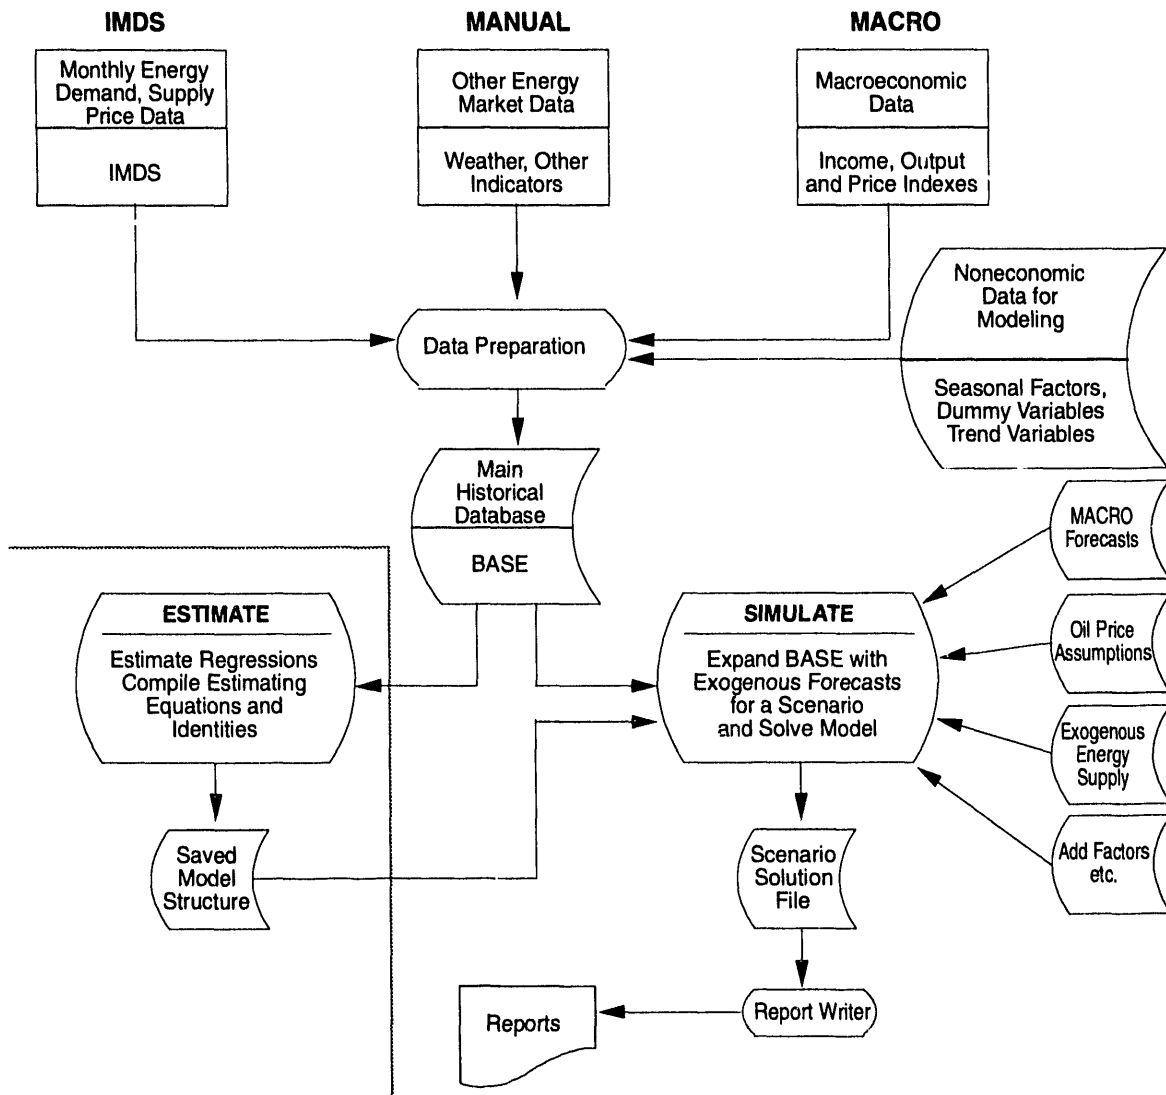 IMDS
MANUAL
MACRO
Monthly Energy
Demand, Supply
Price Data
IMDS
Other Energy
Market Data
Weather, Other
Indicators
Macroeconomic
Data
Income, Output
and Price Indexes
Noneconomic
Data for
Modeling
Seasonal Factors,
Dummy Variables
Trend Variables
Data Preparation
Main
Historical
Database
BASE
ESTIMATE
Estimate Regressions
Compile Estimating
Equations and
Identities
SIMULATE
Expand BASE with
Exogenous Forecasts
for a Scenario
and Solve Model
MACRO
Forecasts
Oil Price
Assumptions
Exogenous
Energy
Supply
Add Factors
etc.
Saved
Model
Structure
Scenario
Solution
File
Reports
Report Writer